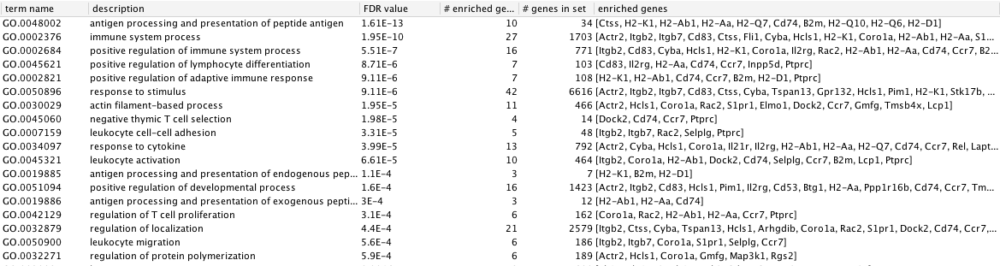 term name description FDR value # enriched ge... # genes in set enriched genes
GO.0048002 antigen processing and presentation of peptide antigen 1.61E-13 10 34 [Ctss, H2-K1, H2-Ab1, H2-Aa, H2-Q7, Cd74, B2m, H2-Q10, H2-Q6, H2-D1]
GO.0002376 immune system process 1.95E-10 27 1703 [Actr2, Itgb2, Itgb7, Cd83, Ctss, Fli1, Cyba, Hcls1, H2-K1, Coro1a, H2-Ab1, H2-Aa, S1...
GO.0002684 positive regulation of immune system process 5.51E-7 16 771 [Itgb2, Cd83, Cyba, Hcls1, H2-K1, Coro1a, Il2rg, Rac2, H2-Ab1, H2-Aa, Cd74, Ccr7, B2...
GO.0045621 positive regulation of lymphocyte differentiation 8.71E-6 7 103 [Cd83, Il2rg, H2-Aa, Cd74, Ccr7, Inpp5d, Ptprc]
GO.0002821 positive regulation of adaptive immune response 9.11E-6 7 108 [H2-K1, H2-Ab1, Cd74, Ccr7, B2m, H2-D1, Ptprc]
GO.0050896 response to stimulus 9.11E-6 42 6616 [Actr2, Itgb2, Itgb7, Cd83, Ctss, Cyba, Tspan13, Gpr132, Hcls1, Pim1, H2-K1, Stk17b, ...
GO.0030029 actin filament-based process 1.95E-5 11 466 [Actr2, Hcls1, Coro1a, Rac2, S1pr1, Elmo1, Dock2, Ccr7, Gmfg, Tmsb4x, Lcp1]
GO.0045060 negative thymic T cell selection 1.98E-5 4 14 [Dock2, Cd74, Ccr7, Ptprc]
GO.0007159 leukocyte cell-cell adhesion 3.31E-5 5 48 [Itgb2, Itgb7, Rac2, Selplg, Ptprc]
GO.0034097 response to cytokine 3.99E-5 13 792 [Actr2, Cyba, Hcls1, Coro1a, Il21r, Il2rg, H2-Ab1, H2-Aa, H2-Q7, Cd74, Ccr7, Rel, Lapt...
GO.0045321 leukocyte activation 6.61E-5 10 464 [Itgb2, Coro1a, H2-Ab1, Dock2, Cd74, Selplg, Ccr7, B2m, Lcp1, Ptprc]
GO.0019885 antigen processing and presentation of endogenous pep... 1.1E-4 3 7 [H2-K1, B2m, H2-D1]
GO.0051094 positive regulation of developmental process 1.6E-4 16 1423 [Actr2, Itgb2, Cd83, Hcls1, Pim1, Il2rg, Cd53, Btg1, H2-Aa, Ppp1r16b, Cd74, Ccr7, Tm...
GO.0019886 antigen processing and presentation of exogenous pepti... 3E-4 3 12 [H2-Ab1, H2-Aa, Cd74]
GO.0042129 regulation of T cell proliferation 3.1E-4 6 162 [Coro1a, Rac2, H2-Ab1, H2-Aa, Ccr7, Ptprc]
GO.0032879 regulation of localization 4.4E-4 21 2579 [Itgb2, Ctss, Cyba, Tspan13, Hcls1, Arhgdib, Coro1a, Rac2, S1pr1, Dock2, Cd74, Ccr7,...
GO.0050900 leukocyte migration 5.6E-4 6 186 [Itgb2, Itgb7, Coro1a, S1pr1, Selplg, Ccr7]
GO.0032271 regulation of protein polymerization 5.9E-4 6 189 [Actr2, Hcls1, Coro1a, Gmfg, Map3k1, Rgs2]